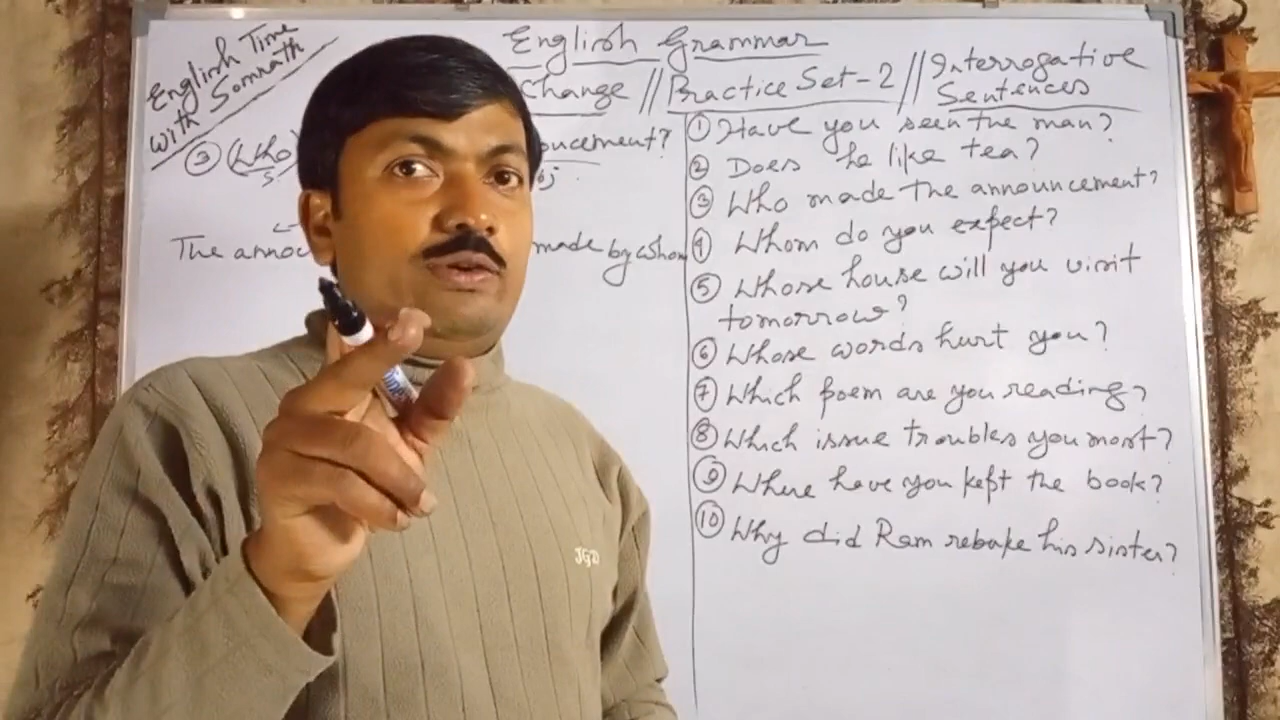 English Time
with Somnath
English Grammar
Change // Practice Set-2 // Interrogative
Sentences
③ (Who) ouncement?
S. obj
The annou made by whom
① Have you seen the man?
② Does he like tea?
③ Who made the announcement?
④ Whom do you expect?
⑤ Whose house will you visit
tomorrow?
⑥ Whose words hurt you?
⑦ Which poem are you reading?
⑧ Which issue troubles you most?
⑨ Where have you kept the book?
⑩ Why did Ram rebuke his sister?
JGD